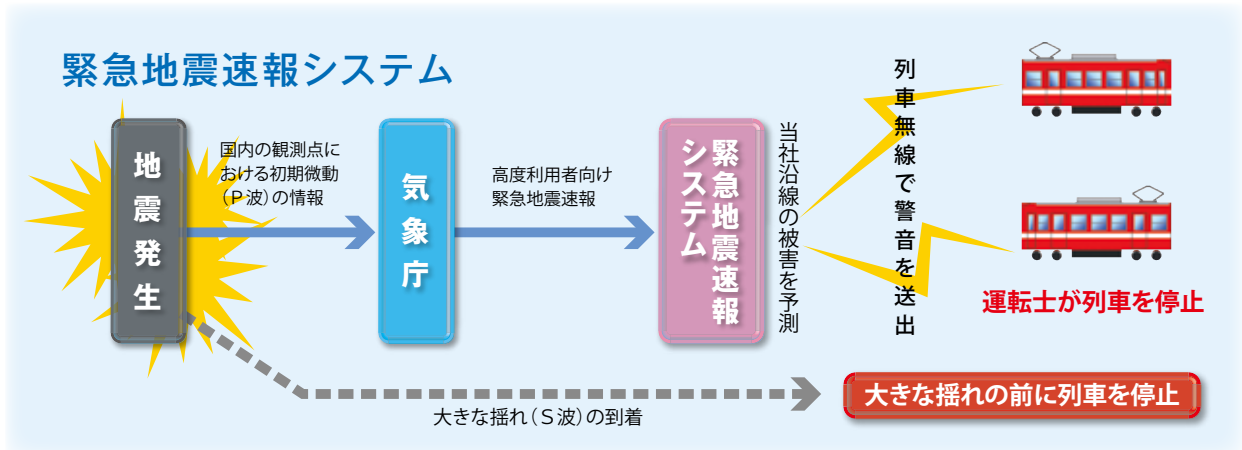 緊急地震速報システム
地震発生
国内の観測点に
おける初期微動
（Ｐ波）の情報
気象庁
高度利用者向け
緊急地震速報
緊急地震速報
システム
当社沿線の被害を予測
列車無線で警音を送出
運転士が列車を停止
大きな揺れ（Ｓ波）の到着
大きな揺れの前に列車を停止